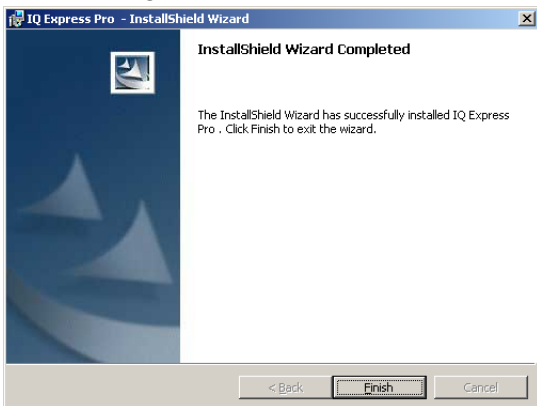 IQ Express Pro - InstallShield Wizard
InstallShield Wizard Completed
The InstallShield Wizard has successfully installed IQ Express
Pro . Click Finish to exit the wizard.
< Back Finish Cancel